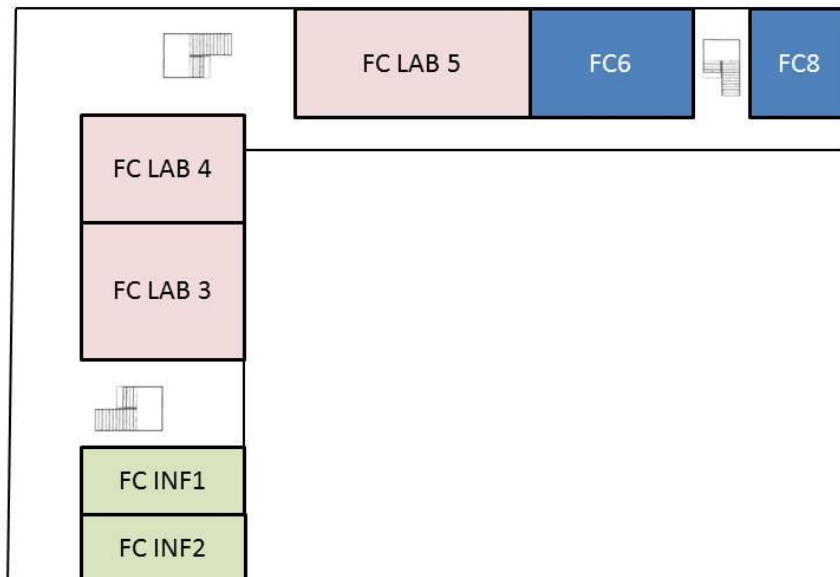 FC LAB 5
FC6
FC8
FC LAB 4
FC LAB 3
FC INF1
FC INF2